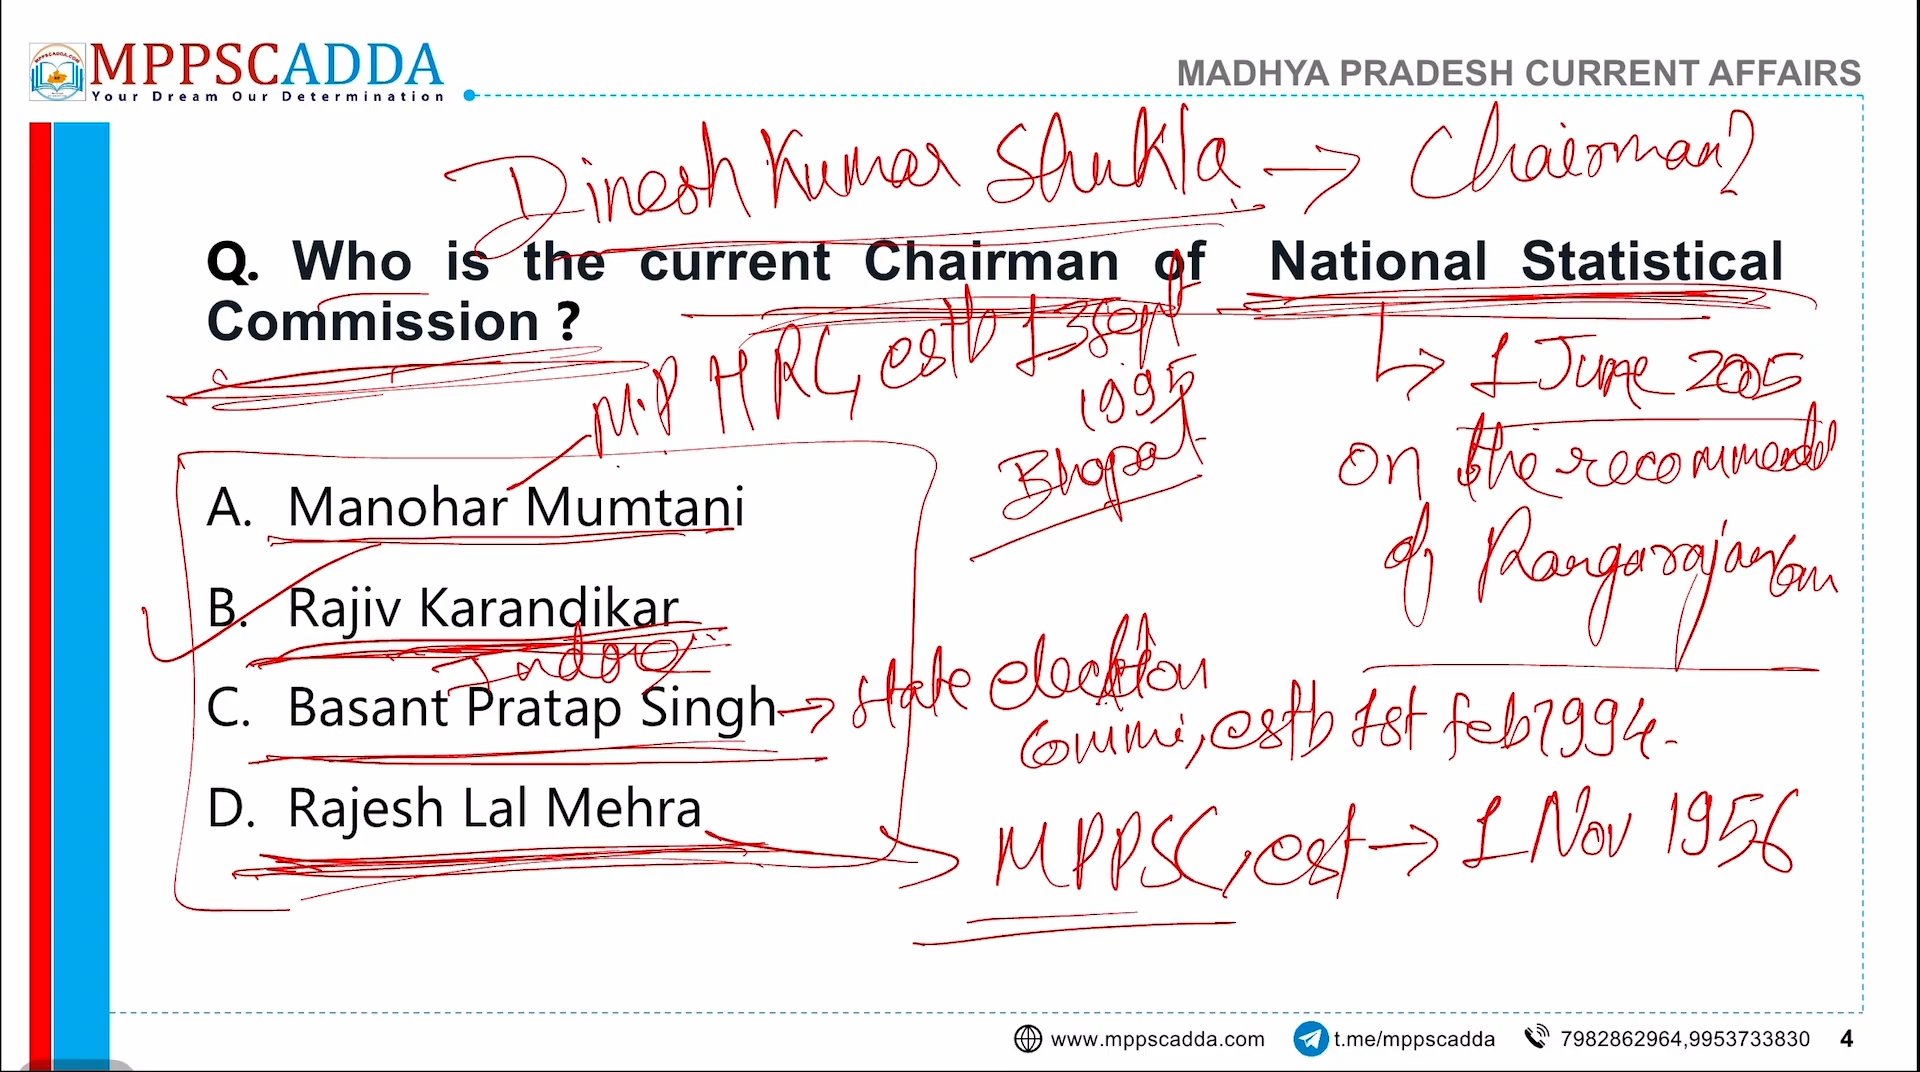 MPPSCADDA
Your Dream Our Determination
MADHYA PRADESH CURRENT AFFAIRS
Dinesh Kumar Shukla → Chairman?
Q. Who is the current Chairman of National Statistical
Commission ?
M.P HRC, estb 13 Sept
1995
Bhopal
1 June 2005
on the recommend
of Rangarajan
A. Manohar Mumtani
B. Rajiv Karandikar
Indore
C. Basant Pratap Singh → state election
commi, estb 1st feb 1994.
D. Rajesh Lal Mehra
MPPSC, est → 1 Nov 1956
www.mppscadda.com t.me/mppscadda 7982862964,9953733830 4